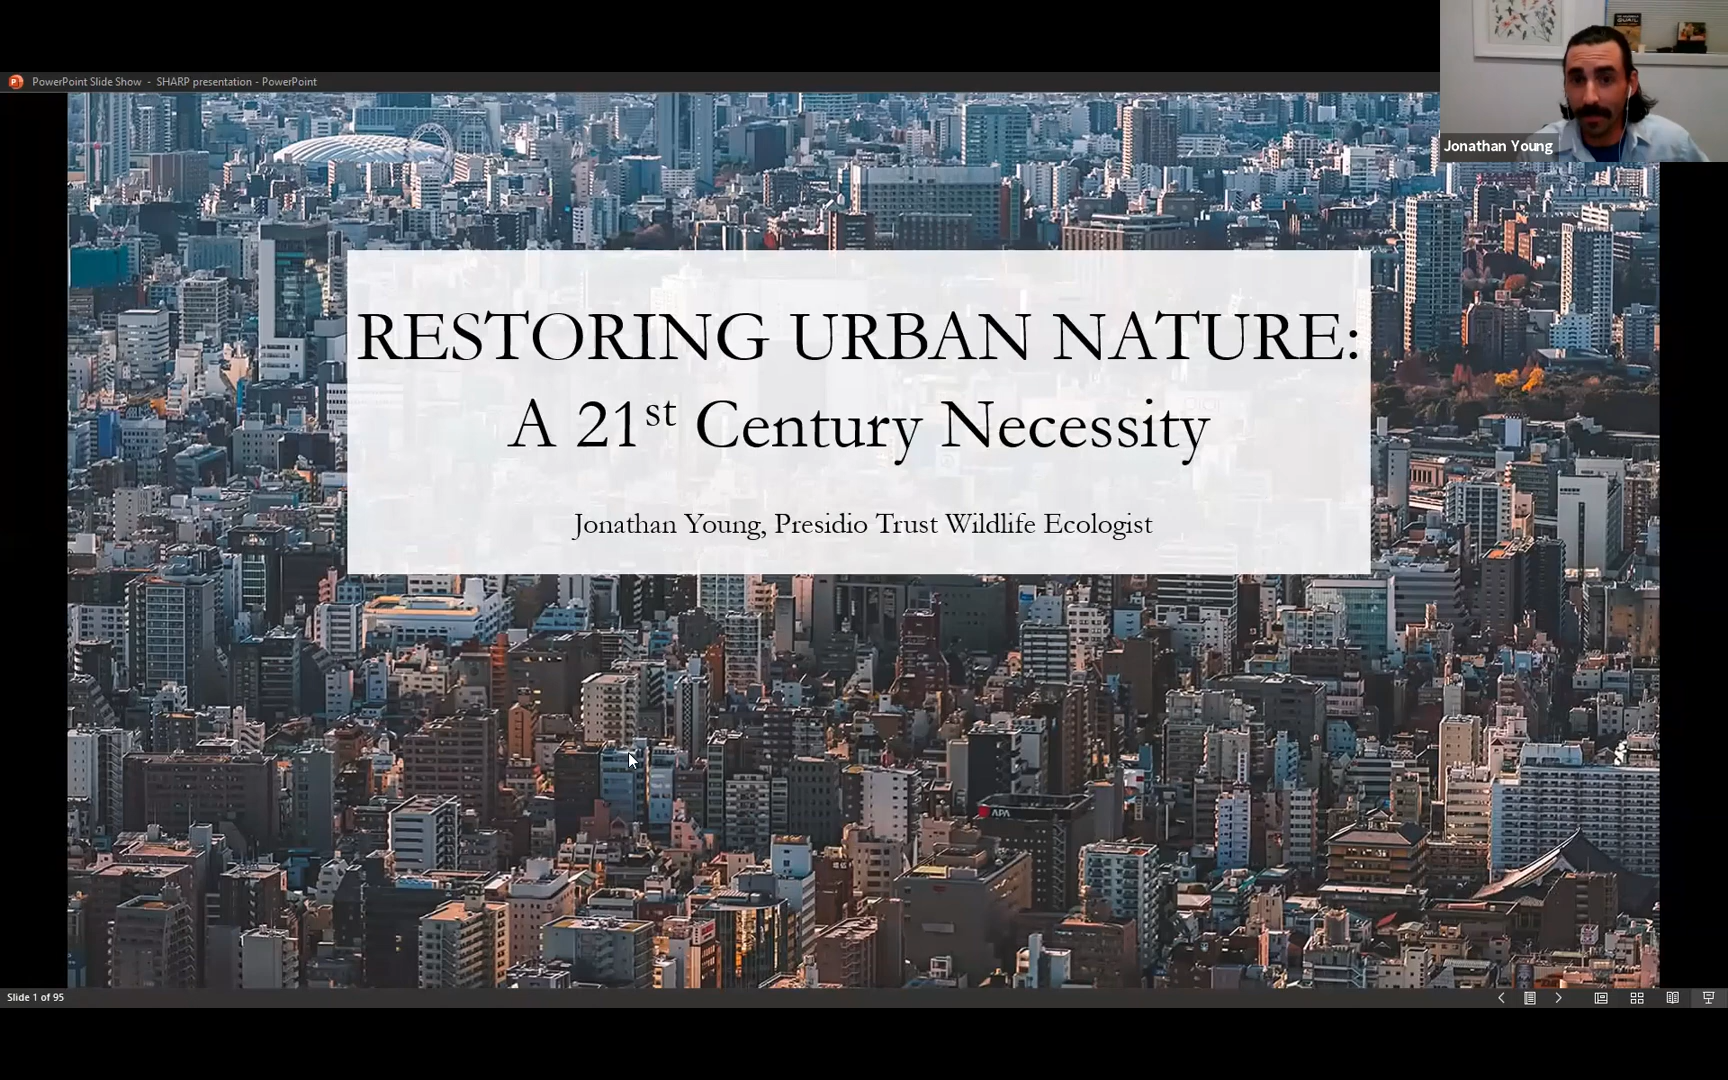 PowerPoint Slide Show - SHARP presentation - PowerPoint
Jonathan Young
RESTORING URBAN NATURE:
A 21st Century Necessity
Jonathan Young, Presidio Trust Wildlife Ecologist
APA
Slide 1 of 95